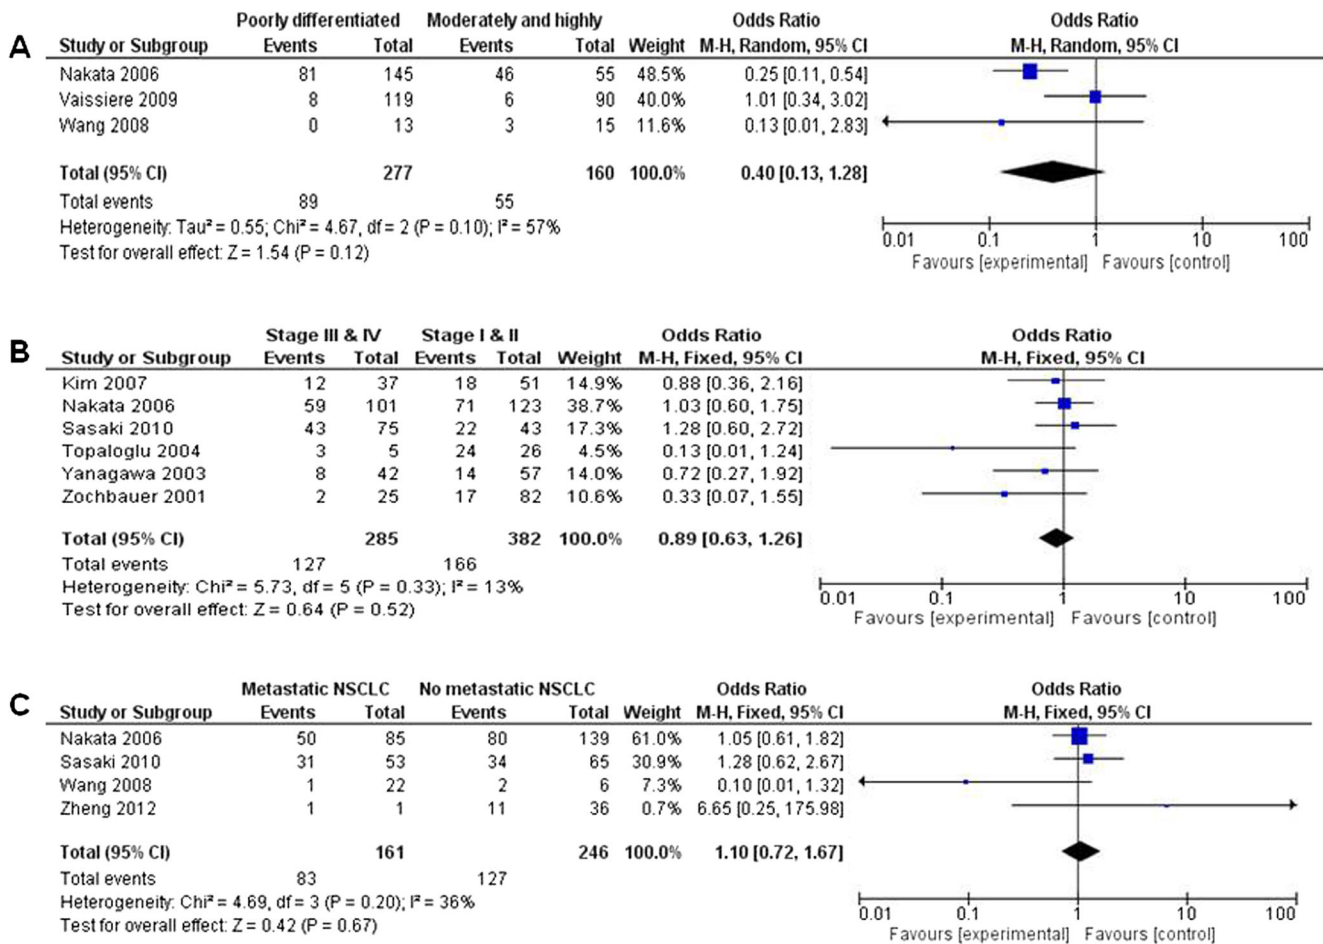 A
Poorly differentiated Moderately and highly Odds Ratio Odds Ratio
Study or Subgroup Events Total Events Total Weight M-H, Random, 95% CI M-H, Random, 95% CI
Nakata 2006 81 145 46 55 48.5% 0.25 [0.11, 0.54]
Vaissiere 2009 8 119 6 90 40.0% 1.01 [0.34, 3.02]
Wang 2008 0 13 3 15 11.6% 0.13 [0.01, 2.83]
Total (95% CI) 277 160 100.0% 0.40 [0.13, 1.28]
Total events 89 55
Heterogeneity: Tau² = 0.55; Chi² = 4.67, df = 2 (P = 0.10); I² = 57%
Test for overall effect: Z = 1.54 (P = 0.12)
0.01 0.1 1 10 100
Favours [experimental] Favours [control]
B
Stage III & IV Stage I & II Odds Ratio Odds Ratio
Study or Subgroup Events Total Events Total Weight M-H, Fixed, 95% CI M-H, Fixed, 95% CI
Kim 2007 12 37 18 51 14.9% 0.88 [0.36, 2.16]
Nakata 2006 59 101 71 123 38.7% 1.03 [0.60, 1.75]
Sasaki 2010 43 75 22 43 17.3% 1.28 [0.60, 2.72]
Topaloglu 2004 3 5 24 26 4.5% 0.13 [0.01, 1.24]
Yanagawa 2003 8 42 14 57 14.0% 0.72 [0.27, 1.92]
Zochbauer 2001 2 25 17 82 10.6% 0.33 [0.07, 1.55]
Total (95% CI) 285 382 100.0% 0.89 [0.63, 1.26]
Total events 127 166
Heterogeneity: Chi² = 5.73, df = 5 (P = 0.33); I² = 13%
Test for overall effect: Z = 0.64 (P = 0.52)
0.01 0.1 1 10 100
Favours [experimental] Favours [control]
C
Metastatic NSCLC No metastatic NSCLC Odds Ratio Odds Ratio
Study or Subgroup Events Total Events Total Weight M-H, Fixed, 95% CI M-H, Fixed, 95% CI
Nakata 2006 50 85 80 139 61.0% 1.05 [0.61, 1.82]
Sasaki 2010 31 53 34 65 30.9% 1.28 [0.62, 2.67]
Wang 2008 1 22 2 6 7.3% 0.10 [0.01, 1.32]
Zheng 2012 1 1 11 36 0.7% 6.65 [0.25, 175.98]
Total (95% CI) 161 246 100.0% 1.10 [0.72, 1.67]
Total events 83 127
Heterogeneity: Chi² = 4.69, df = 3 (P = 0.20); I² = 36%
Test for overall effect: Z = 0.42 (P = 0.67)
0.01 0.1 1 10 100
Favours [experimental] Favours [control]